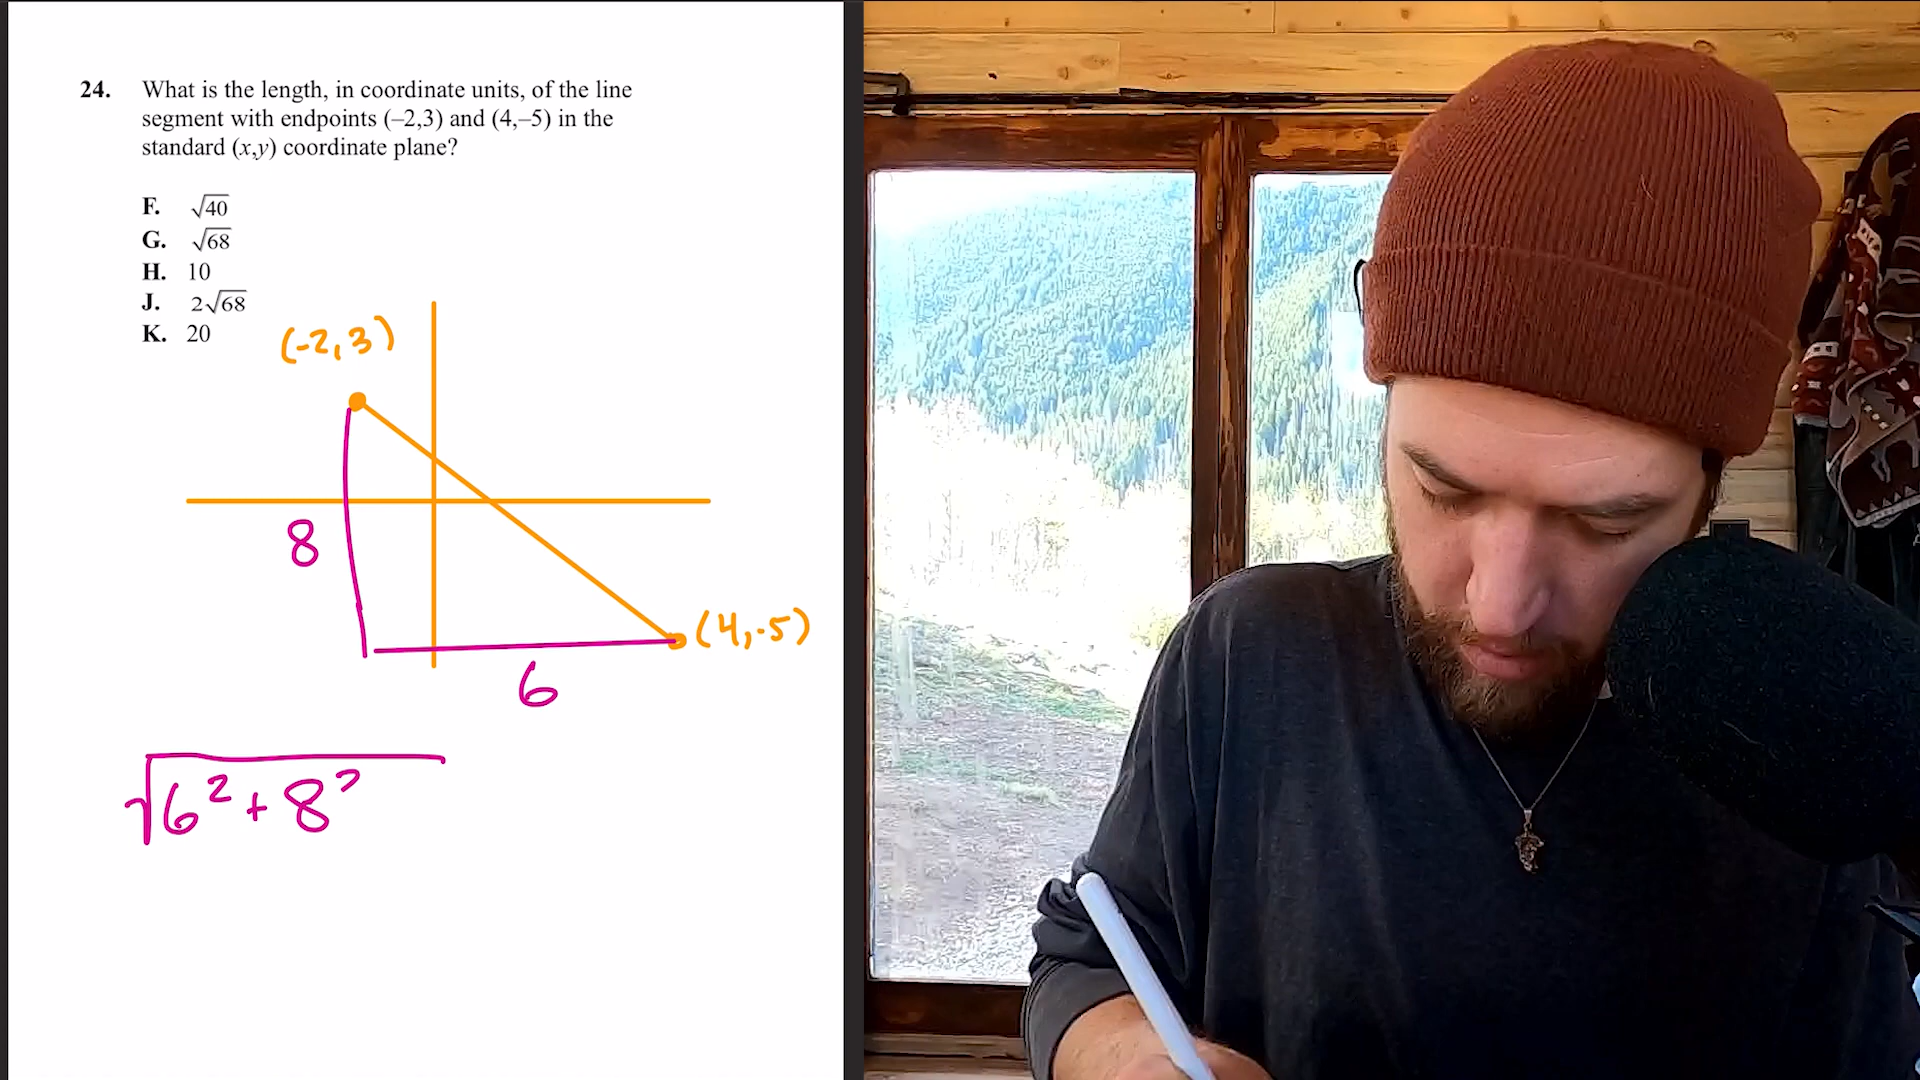 24. What is the length, in coordinate units, of the line
segment with endpoints (–2,3) and (4,–5) in the
standard (x,y) coordinate plane?
F. √40
G. √68
H. 10
J. 2√68
K. 20
(-2,3)
8
(4,-5)
6
√6² + 8²